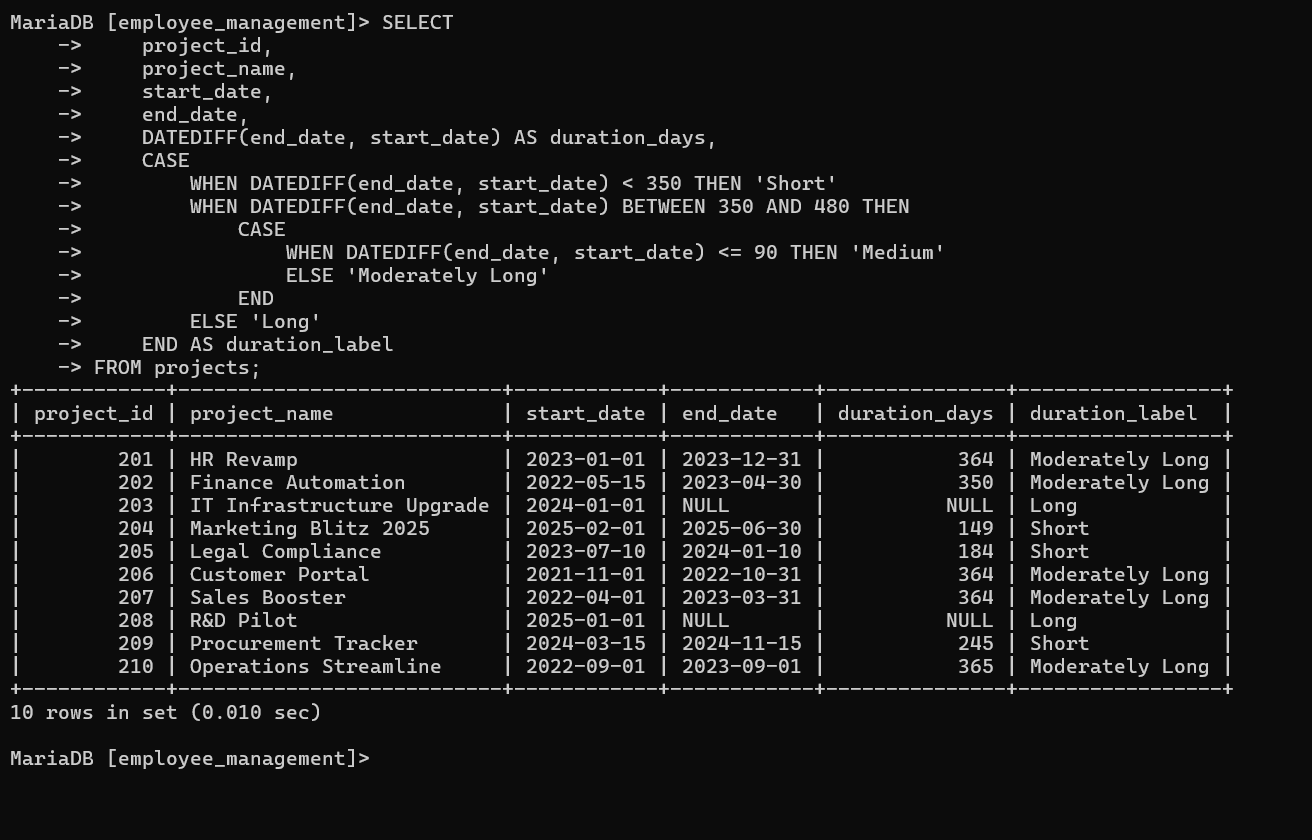 MariaDB [employee_management]> SELECT
    ->     project_id,
    ->     project_name,
    ->     start_date,
    ->     end_date,
    ->     DATEDIFF(end_date, start_date) AS duration_days,
    ->     CASE
    ->         WHEN DATEDIFF(end_date, start_date) < 350 THEN 'Short'
    ->         WHEN DATEDIFF(end_date, start_date) BETWEEN 350 AND 480 THEN
    ->             CASE
    ->                 WHEN DATEDIFF(end_date, start_date) <= 90 THEN 'Medium'
    ->                 ELSE 'Moderately Long'
    ->             END
    ->         ELSE 'Long'
    ->     END AS duration_label
    -> FROM projects;
+------------+---------------------------+------------+------------+---------------+-----------------+
| project_id | project_name              | start_date | end_date   | duration_days | duration_label  |
+------------+---------------------------+------------+------------+---------------+-----------------+
|        201 | HR Revamp                 | 2023-01-01 | 2023-12-31 |           364 | Moderately Long |
|        202 | Finance Automation        | 2022-05-15 | 2023-04-30 |           350 | Moderately Long |
|        203 | IT Infrastructure Upgrade | 2024-01-01 | NULL       |          NULL | Long            |
|        204 | Marketing Blitz 2025      | 2025-02-01 | 2025-06-30 |           149 | Short           |
|        205 | Legal Compliance          | 2023-07-10 | 2024-01-10 |           184 | Short           |
|        206 | Customer Portal           | 2021-11-01 | 2022-10-31 |           364 | Moderately Long |
|        207 | Sales Booster             | 2022-04-01 | 2023-03-31 |           364 | Moderately Long |
|        208 | R&D Pilot                 | 2025-01-01 | NULL       |          NULL | Long            |
|        209 | Procurement Tracker       | 2024-03-15 | 2024-11-15 |           245 | Short           |
|        210 | Operations Streamline     | 2022-09-01 | 2023-09-01 |           365 | Moderately Long |
+------------+---------------------------+------------+------------+---------------+-----------------+
10 rows in set (0.010 sec)

MariaDB [employee_management]>